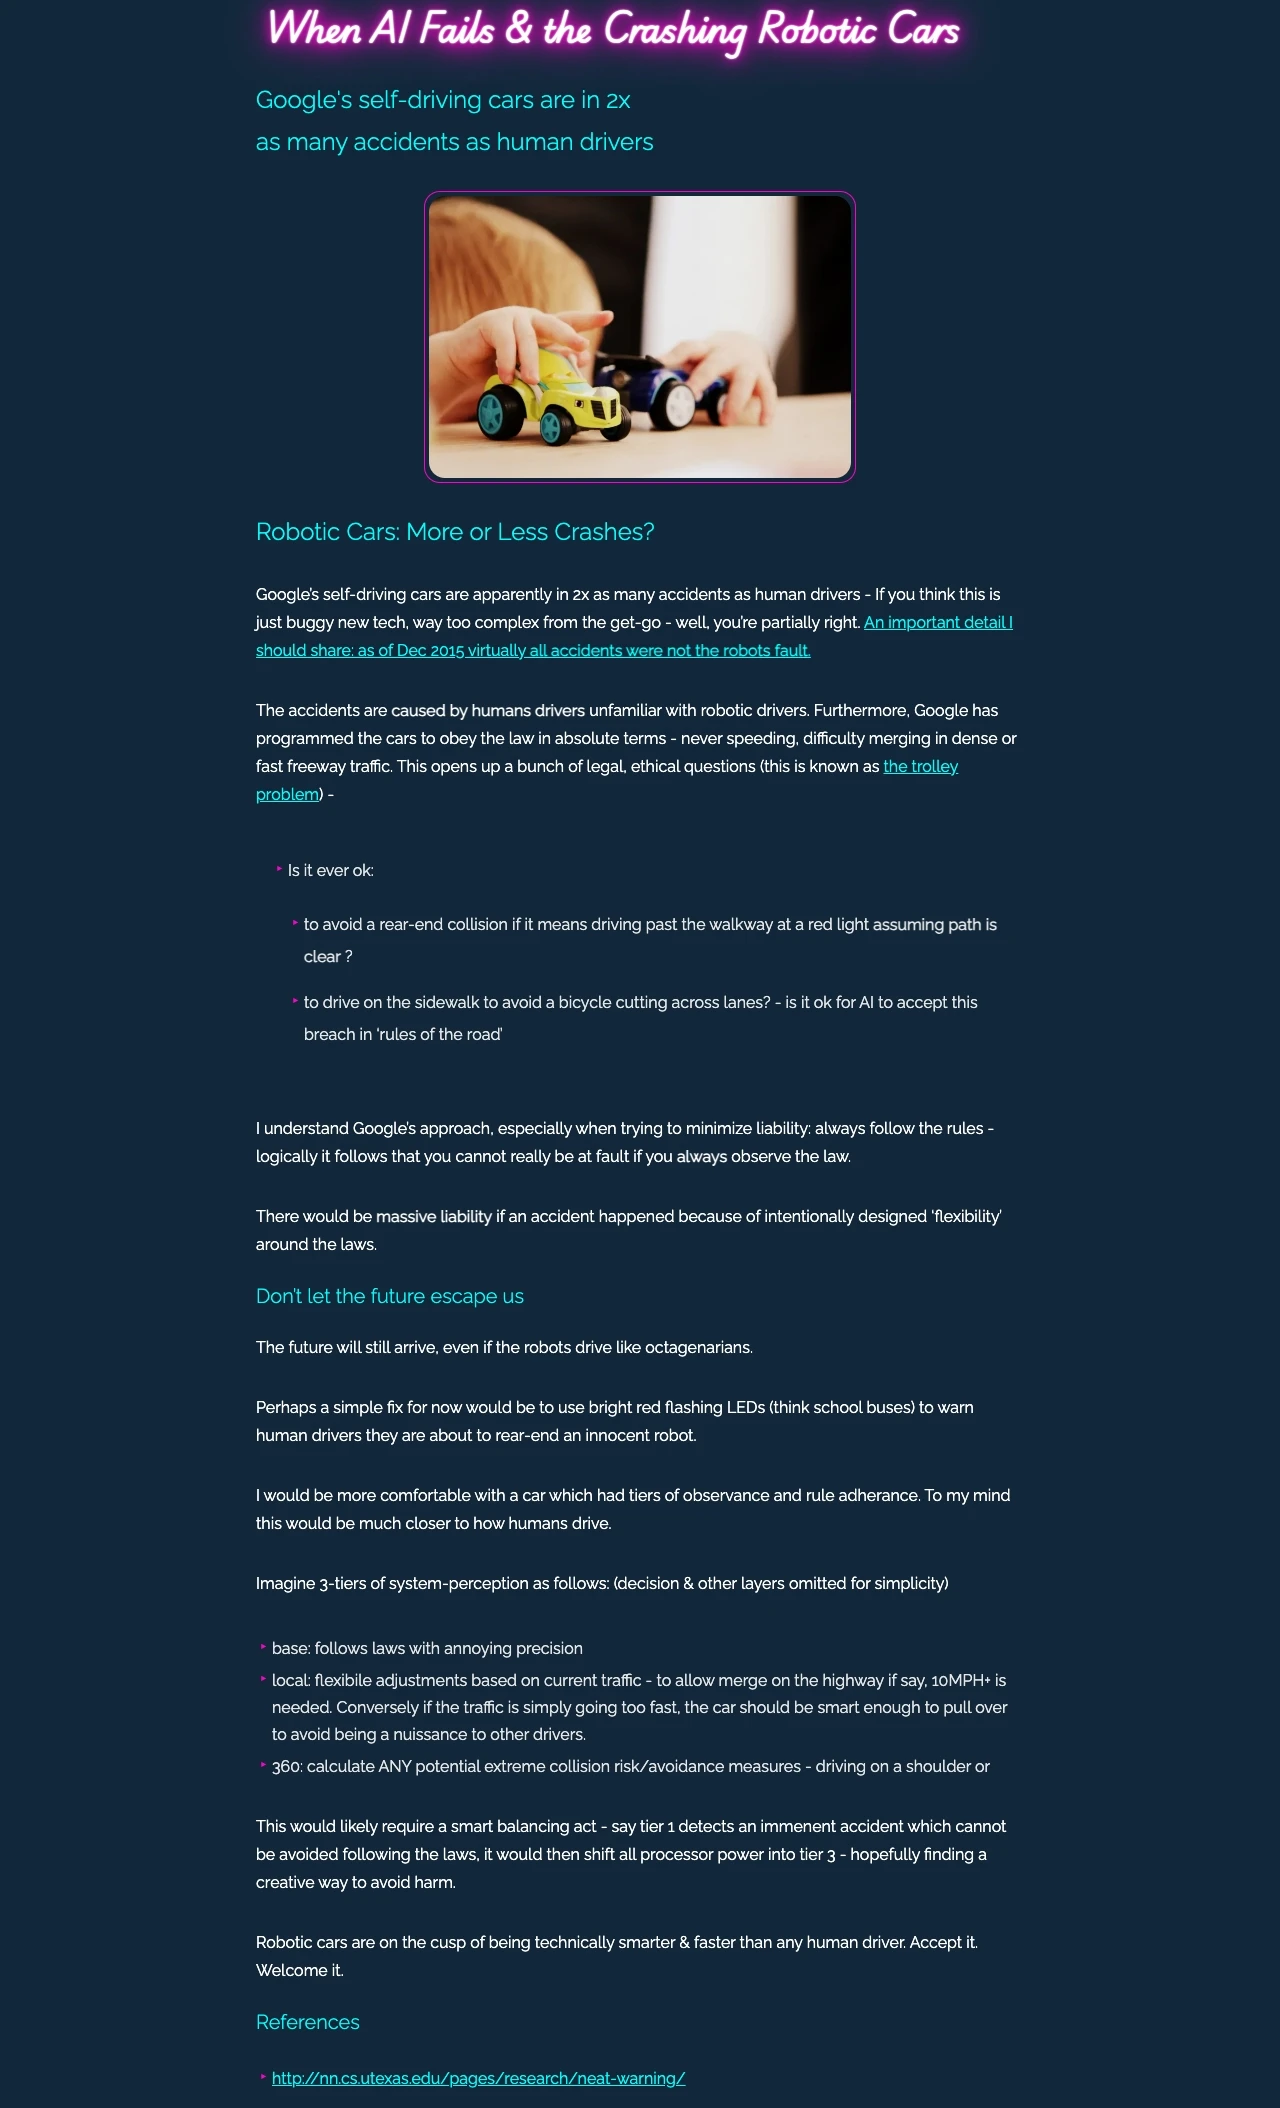 When AI Fails & the Crashing Robotic Cars
Google's self-driving cars are in 2x
as many accidents as human drivers
Robotic Cars: More or Less Crashes?
Google's self-driving cars are apparently in 2x as many accidents as human drivers - If you think this is
just buggy new tech, way too complex from the get-go - well, you're partially right. An important detail I
should share: as of Dec 2015 virtually all accidents were not the robots fault.
The accidents are caused by humans drivers unfamiliar with robotic drivers. Furthermore, Google has
programmed the cars to obey the law in absolute terms - never speeding, difficulty merging in dense or
fast freeway traffic. This opens up a bunch of legal, ethical questions (this is known as the trolley
problem) -
‣ Is it ever ok:
‣ to avoid a rear-end collision if it means driving past the walkway at a red light assuming path is
clear ?
‣ to drive on the sidewalk to avoid a bicycle cutting across lanes? - is it ok for AI to accept this
breach in 'rules of the road'
I understand Google's approach, especially when trying to minimize liability: always follow the rules -
logically it follows that you cannot really be at fault if you always observe the law.
There would be massive liability if an accident happened because of intentionally designed 'flexibility'
around the laws.
Don't let the future escape us
The future will still arrive, even if the robots drive like octagenarians.
Perhaps a simple fix for now would be to use bright red flashing LEDs (think school buses) to warn
human drivers they are about to rear-end an innocent robot.
I would be more comfortable with a car which had tiers of observance and rule adherance. To my mind
this would be much closer to how humans drive.
Imagine 3-tiers of system-perception as follows: (decision & other layers omitted for simplicity)
‣ base: follows laws with annoying precision
‣ local: flexibile adjustments based on current traffic - to allow merge on the highway if say, 10MPH+ is
needed. Conversely if the traffic is simply going too fast, the car should be smart enough to pull over
to avoid being a nuissance to other drivers.
‣ 360: calculate ANY potential extreme collision risk/avoidance measures - driving on a shoulder or
This would likely require a smart balancing act - say tier 1 detects an immenent accident which cannot
be avoided following the laws, it would then shift all processor power into tier 3 - hopefully finding a
creative way to avoid harm.
Robotic cars are on the cusp of being technically smarter & faster than any human driver. Accept it.
Welcome it.
References
‣ http://nn.cs.utexas.edu/pages/research/neat-warning/